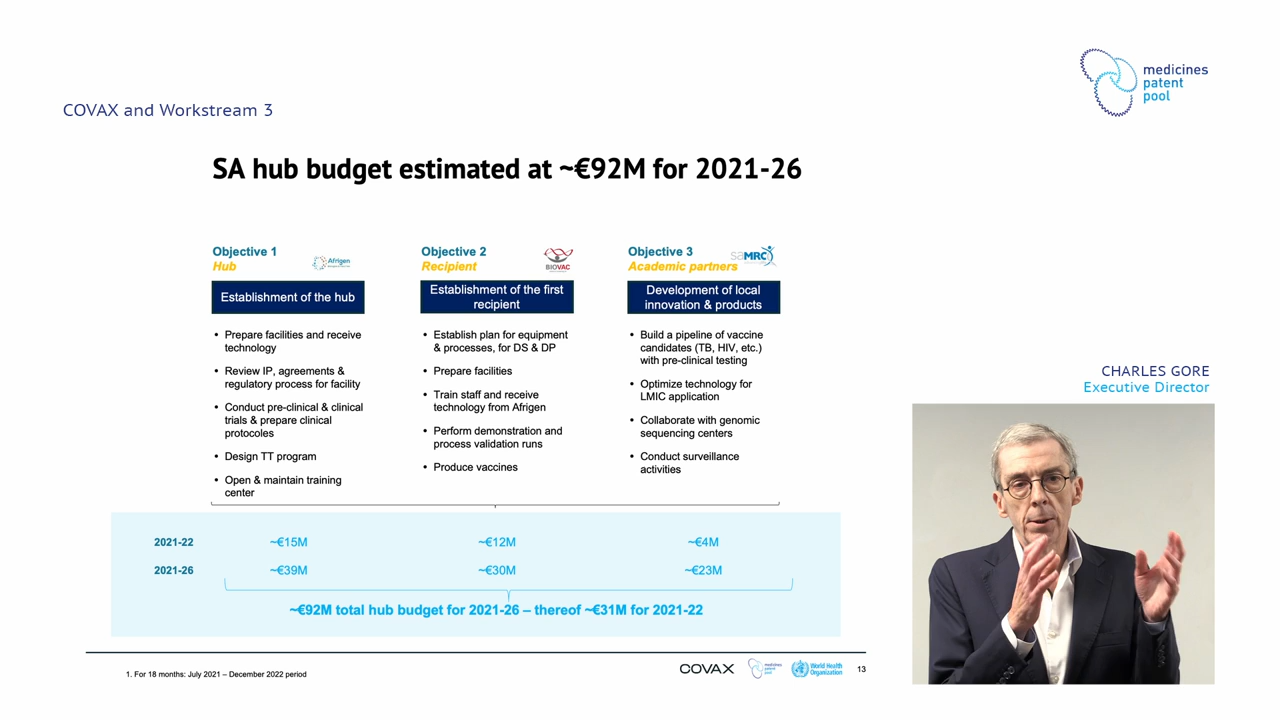 medicines
patent
pool
COVAX and Workstream 3
SA hub budget estimated at ~€92M for 2021-26
Objective 1
Hub
Afrigen
Establishment of the hub
• Prepare facilities and receive
technology
• Review IP, agreements &
regulatory process for facility
• Conduct pre-clinical & clinical
trials & prepare clinical
protocoles
• Design TT program
• Open & maintain training
center
Objective 2
Recipient
BIOVAC
Establishment of the first
recipient
• Establish plan for equipment
& processes, for DS & DP
• Prepare facilities
• Train staff and receive
technology from Afrigen
• Perform demonstration and
process validation runs
• Produce vaccines
Objective 3
Academic partners
saMRC
Development of local
innovation & products
• Build a pipeline of vaccine
candidates (TB, HIV, etc.)
with pre-clinical testing
• Optimize technology for
LMIC application
• Collaborate with genomic
sequencing centers
• Conduct surveillance
activities
2021-22 ~€15M ~€12M ~€4M
2021-26 ~€39M ~€30M ~€23M
~€92M total hub budget for 2021-26 – thereof ~€31M for 2021-22
1. For 18 months: July 2021 – December 2022 period
COVAX
medicines
patent
pool
World Health
Organization
13
CHARLES GORE
Executive Director